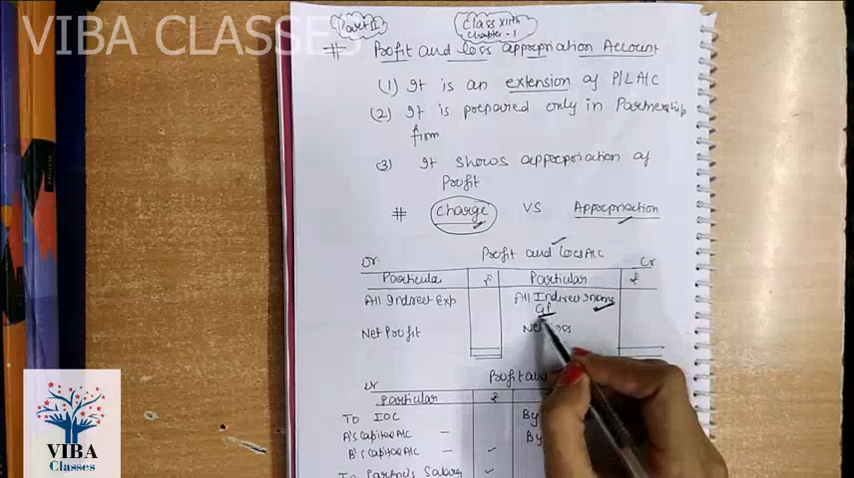 VIBA CLASSES
Part II
Class XIIth
Chapter-1
# Profit and loss appropriation Account
(1) It is an extension of P/L A/C
(2) It is prepared only in Partnership
firm
(3) It shows appropriation of
Profit
# Charge VS Appropriation
Profit and Loss A/C
Dr. Cr
Particular ₹ Particular ₹
All Indirect Exp All Indirect Income
GP
Net Profit
Profit and
Dr
Particular ₹
To IOC By
A's Capital A/C — By
B's Capital A/C —
To Partner's Salary
VIBA
Classes